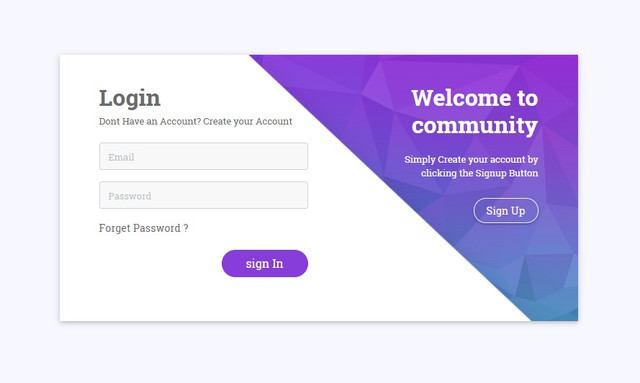 Login
Dont Have an Account? Create your Account
Email
Password
Forget Password ?
sign In
Welcome to
community
Simply Create your account by
clicking the Signup Button
Sign Up